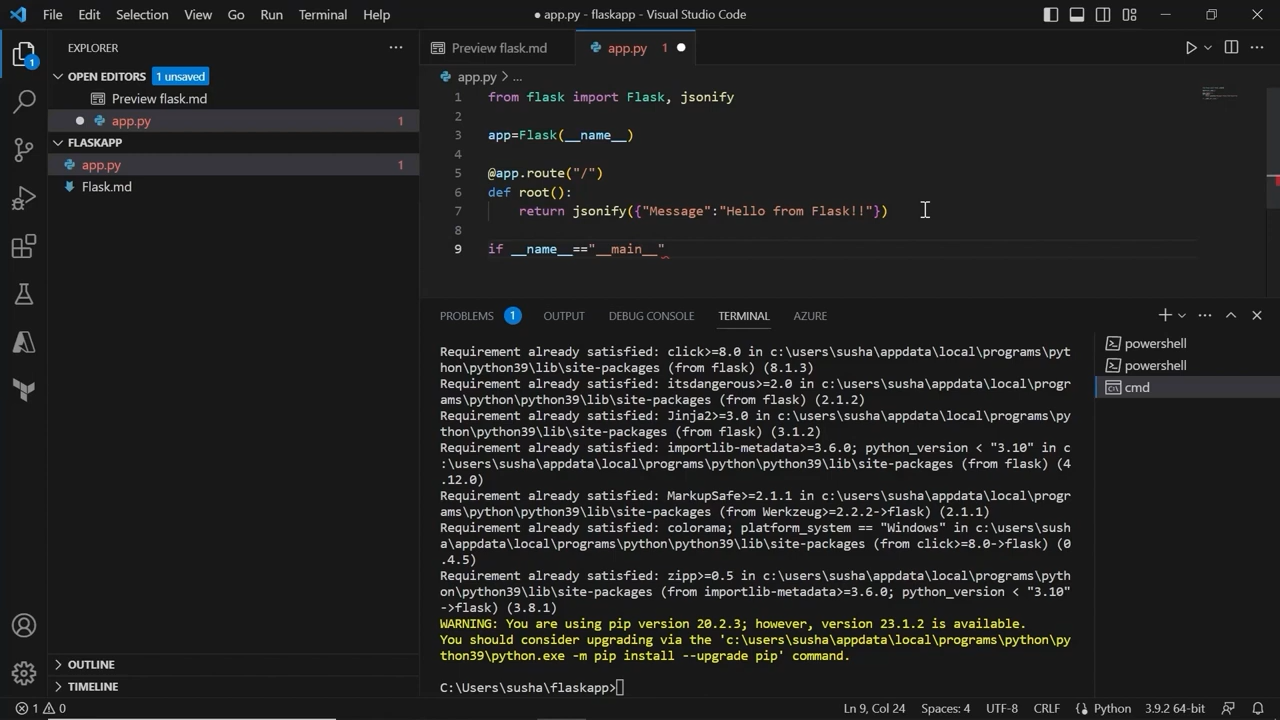 File Edit Selection View Go Run Terminal Help
● app.py - flaskapp - Visual Studio Code
1
EXPLORER
OPEN EDITORS 1 unsaved
Preview flask.md
app.py 1
FLASKAPP
app.py 1
Flask.md
OUTLINE
TIMELINE
Preview flask.md
app.py 1
app.py > ...
1 from flask import Flask, jsonify
2
3 app=Flask(__name__)
4
5 @app.route("/")
6 def root():
7 return jsonify({"Message":"Hello from Flask!!"})
8
9 if __name__=="__main__"
PROBLEMS 1 OUTPUT DEBUG CONSOLE TERMINAL AZURE
Requirement already satisfied: click>=8.0 in c:\users\susha\appdata\local\programs\pyt
hon\python39\lib\site-packages (from flask) (8.1.3)
Requirement already satisfied: itsdangerous>=2.0 in c:\users\susha\appdata\local\progr
ams\python\python39\lib\site-packages (from flask) (2.1.2)
Requirement already satisfied: Jinja2>=3.0 in c:\users\susha\appdata\local\programs\py
thon\python39\lib\site-packages (from flask) (3.1.2)
Requirement already satisfied: importlib-metadata>=3.6.0; python_version < "3.10" in c
:\users\susha\appdata\local\programs\python\python39\lib\site-packages (from flask) (4
.12.0)
Requirement already satisfied: MarkupSafe>=2.1.1 in c:\users\susha\appdata\local\progr
ams\python\python39\lib\site-packages (from Werkzeug>=2.2.2->flask) (2.1.1)
Requirement already satisfied: colorama; platform_system == "Windows" in c:\users\sush
a\appdata\local\programs\python\python39\lib\site-packages (from click>=8.0->flask) (0
.4.5)
Requirement already satisfied: zipp>=0.5 in c:\users\susha\appdata\local\programs\pyth
on\python39\lib\site-packages (from importlib-metadata>=3.6.0; python_version < "3.10"
->flask) (3.8.1)
WARNING: You are using pip version 20.2.3; however, version 23.1.2 is available.
You should consider upgrading via the 'c:\users\susha\appdata\local\programs\python\py
thon39\python.exe -m pip install --upgrade pip' command.
C:\Users\susha\flaskapp>
powershell
powershell
cmd
1 0
Ln 9, Col 24 Spaces: 4 UTF-8 CRLF Python 3.9.2 64-bit